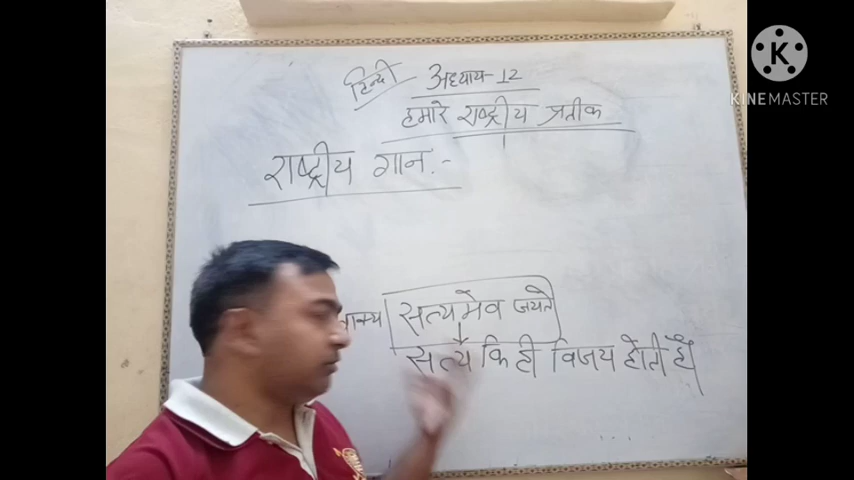 हिन्दी अध्याय-12
हमारे राष्ट्रीय प्रतीक
राष्ट्रीय गान :-
वाक्य सत्यमेव जयते
सत्य कि ही विजय होती है।
K
KINEMASTER